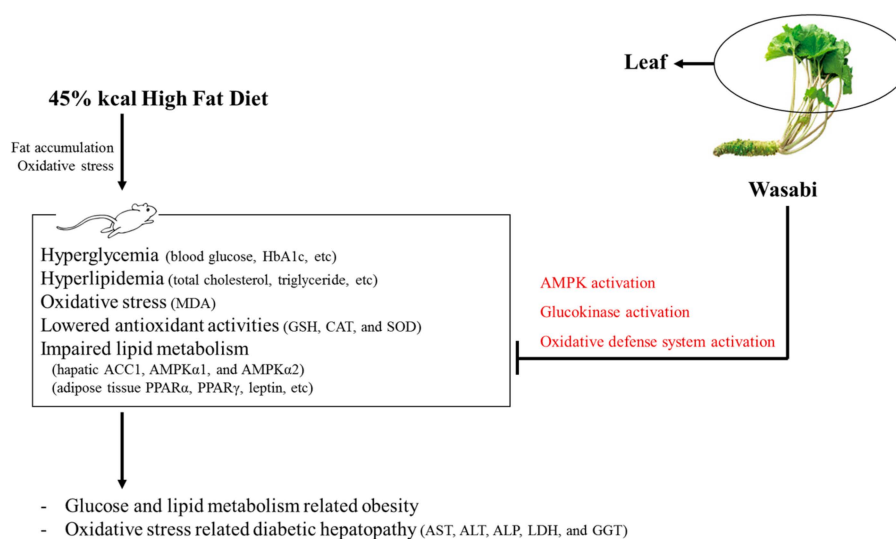 Leaf
45% kcal High Fat Diet
Fat accumulation
Oxidative stress
Wasabi
Hyperglycemia (blood glucose, HbA1c, etc)
Hyperlipidemia (total cholesterol, triglyceride, etc)
Oxidative stress (MDA)
Lowered antioxidant activities (GSH, CAT, and SOD)
Impaired lipid metabolism
(hapatic ACC1, AMPKα1, and AMPKα2)
(adipose tissue PPARα, PPARγ, leptin, etc)
AMPK activation
Glucokinase activation
Oxidative defense system activation
- Glucose and lipid metabolism related obesity
- Oxidative stress related diabetic hepatopathy (AST, ALT, ALP, LDH, and GGT)